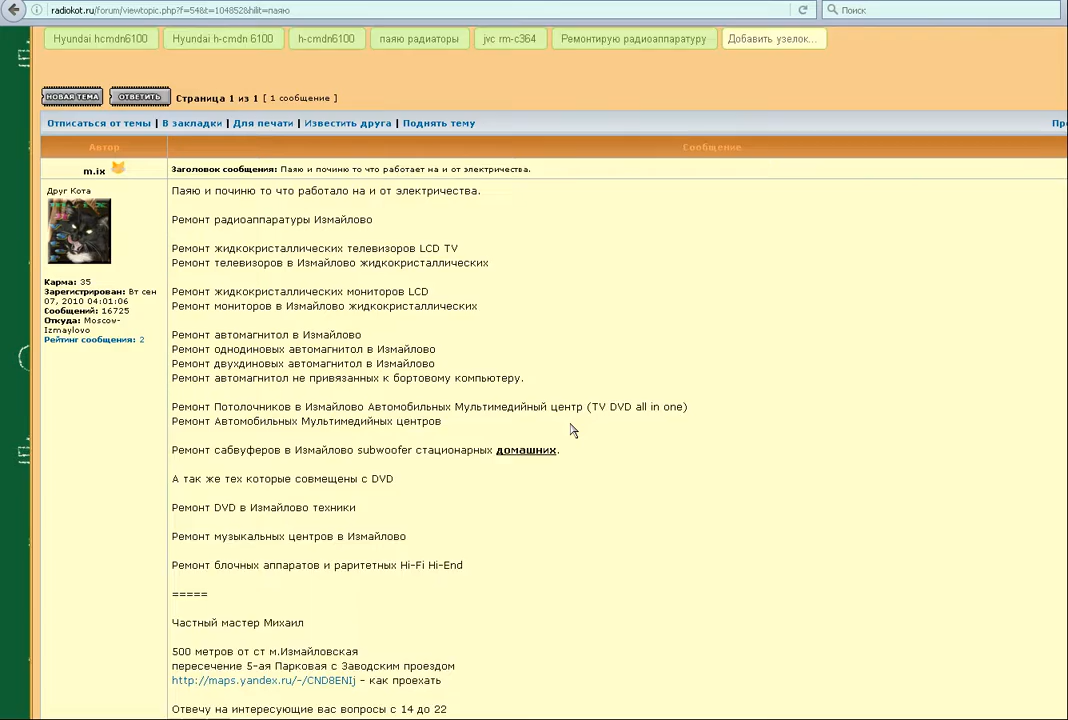 radiokot.ru/forum/viewtopic.php?f=54&t=104852&hilit=паяю
Поиск
Hyundai hcmdn6100
Hyundai h-cmdn 6100
h-cmdn6100
паяю радиаторы
jvc rm-c364
Ремонтирую радиоаппаратуру
Добавить узелок...
НОВАЯ ТЕМА
ОТВЕТИТЬ
Страница 1 из 1 [ 1 сообщение ]
Отписаться от темы | В закладки | Для печати | Известить друга | Поднять тему
Автор
Сообщение
m.ix
Заголовок сообщения: Паяю и починю то что работает на и от электричества.
Друг Кота
Карма: 35
Зарегистрирован: Вт сен
07, 2010 04:01:06
Сообщений: 16725
Откуда: Moscov-
Izmaylovo
Рейтинг сообщения: 2
Паяю и починю то что работало на и от электричества.
Ремонт радиоаппаратуры Измайлово
Ремонт жидкокристаллических телевизоров LCD TV
Ремонт телевизоров в Измайлово жидкокристаллических
Ремонт жидкокристаллических мониторов LCD
Ремонт мониторов в Измайлово жидкокристаллических
Ремонт автомагнитол в Измайлово
Ремонт однодиновых автомагнитол в Измайлово
Ремонт двухдиновых автомагнитол в Измайлово
Ремонт автомагнитол не привязанных к бортовому компьютеру.
Ремонт Потолочников в Измайлово Автомобильных Мультимедийный центр (TV DVD all in one)
Ремонт Автомобильных Мультимедийных центров
Ремонт сабвуферов в Измайлово subwoofer стационарных домашних.
А так же тех которые совмещены с DVD
Ремонт DVD в Измайлово техники
Ремонт музыкальных центров в Измайлово
Ремонт блочных аппаратов и раритетных Hi-Fi Hi-End
=====
Частный мастер Михаил
500 метров от ст м.Измайловская
пересечение 5-ая Парковая с Заводским проездом
http://maps.yandex.ru/-/CND8ENIj - как проехать
Отвечу на интересующие вас вопросы с 14 до 22